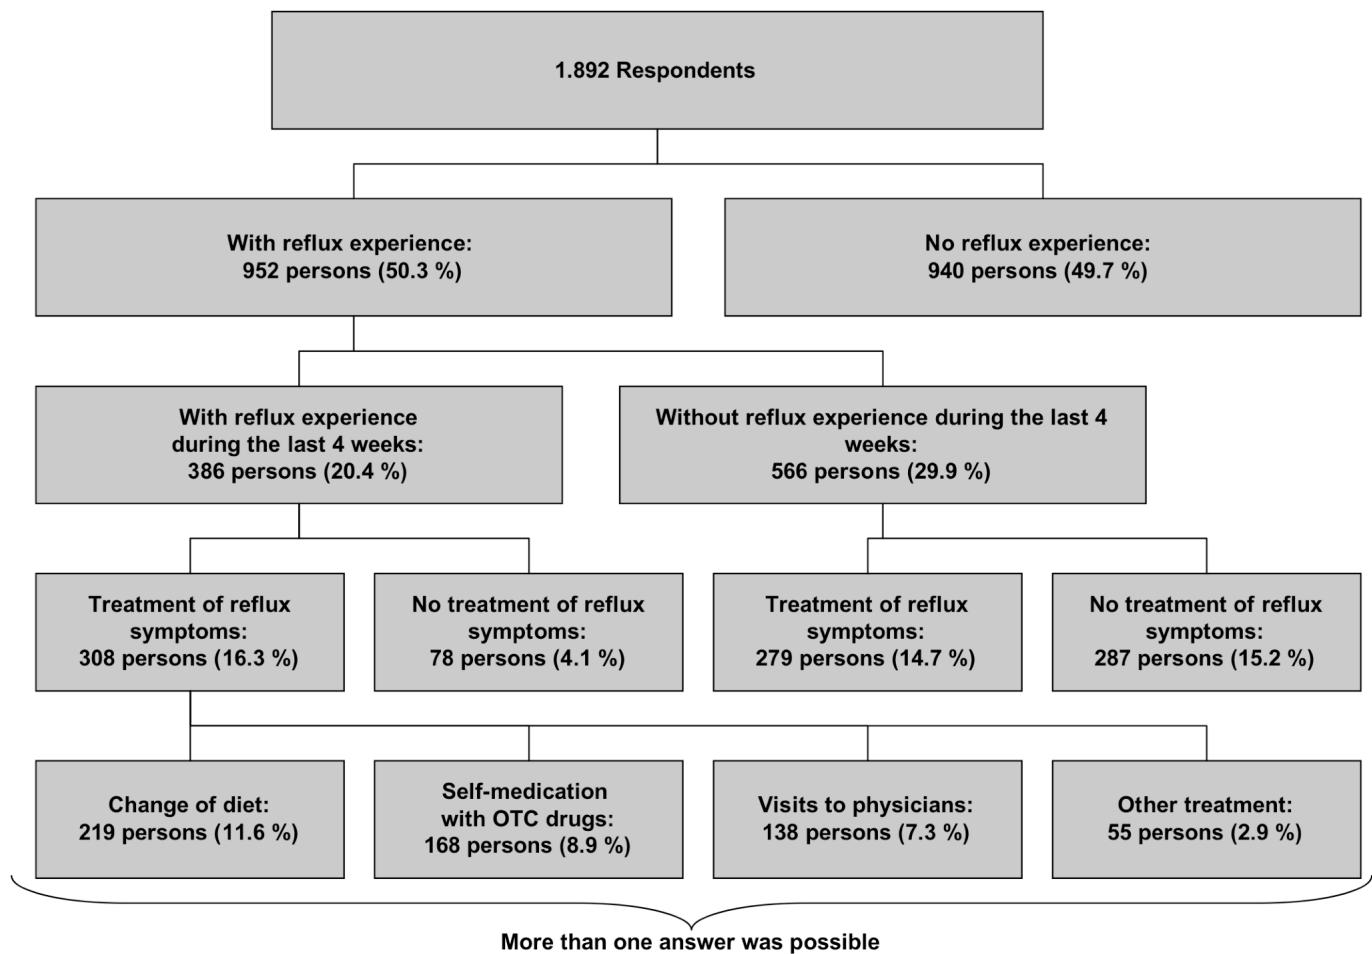 1.892 Respondents
With reflux experience:
952 persons (50.3 %)
No reflux experience:
940 persons (49.7 %)
With reflux experience
during the last 4 weeks:
386 persons (20.4 %)
Without reflux experience during the last 4
weeks:
566 persons (29.9 %)
Treatment of reflux
symptoms:
308 persons (16.3 %)
No treatment of reflux
symptoms:
78 persons (4.1 %)
Treatment of reflux
symptoms:
279 persons (14.7 %)
No treatment of reflux
symptoms:
287 persons (15.2 %)
Change of diet:
219 persons (11.6 %)
Self-medication
with OTC drugs:
168 persons (8.9 %)
Visits to physicians:
138 persons (7.3 %)
Other treatment:
55 persons (2.9 %)
More than one answer was possible